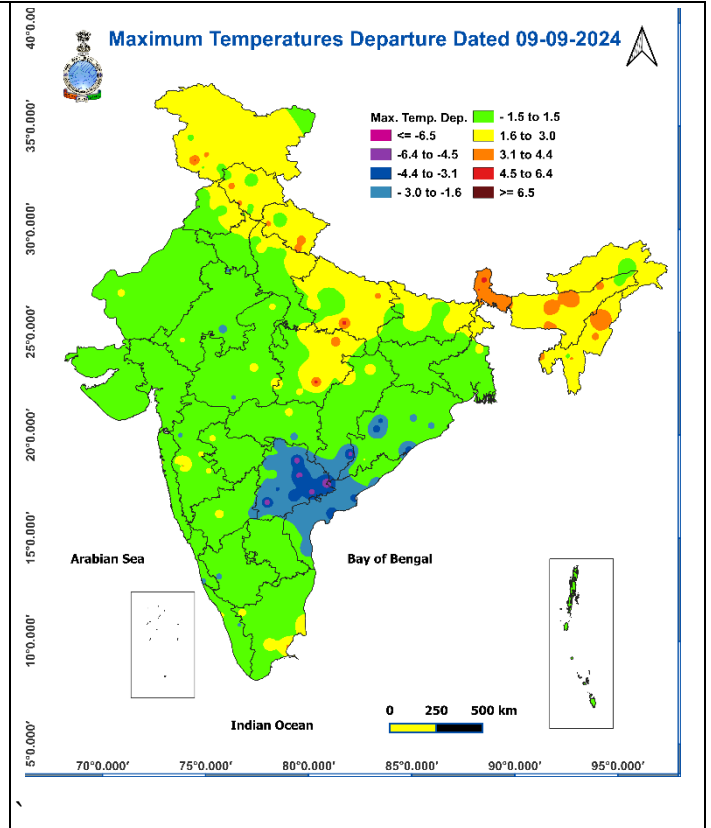 Maximum Temperatures Departure Dated 09-09-2024
Max. Temp. Dep.
<= -6.5
-6.4 to -4.5
-4.4 to -3.1
- 3.0 to -1.6
- 1.5 to 1.5
1.6 to 3.0
3.1 to 4.4
4.5 to 6.4
>= 6.5
40°0
35°0.000'
30°0.000'
25°0.000'
20°0.000'
15°0.000'
10°0.000'
5°0.000'
Arabian Sea
Bay of Bengal
Indian Ocean
0 250 500 km
70°0.000' 75°0.000' 80°0.000' 85°0.000' 90°0.000' 95°0.000'
`